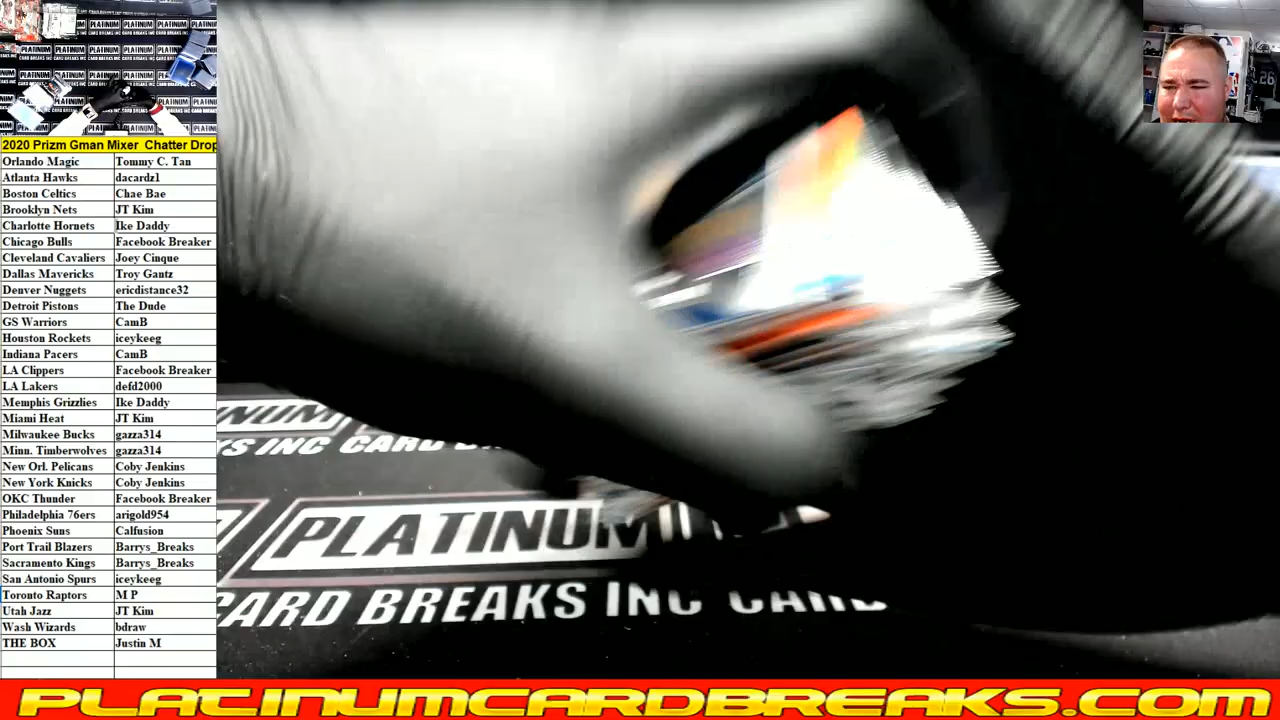 2020 Prizm Gman Mixer Chatter Drop
Orlando Magic Tommy C. Tan
Atlanta Hawks dacardz1
Boston Celtics Chae Bae
Brooklyn Nets JT Kim
Charlotte Hornets Ike Daddy
Chicago Bulls Facebook Breaker
Cleveland Cavaliers Joey Cinque
Dallas Mavericks Troy Gantz
Denver Nuggets ericdistance32
Detroit Pistons The Dude
GS Warriors CamB
Houston Rockets iceykeeg
Indiana Pacers CamB
LA Clippers Facebook Breaker
LA Lakers defd2000
Memphis Grizzlies Ike Daddy
Miami Heat JT Kim
Milwaukee Bucks gazza314
Minn. Timberwolves gazza314
New Orl. Pelicans Coby Jenkins
New York Knicks Coby Jenkins
OKC Thunder Facebook Breaker
Philadelphia 76ers arigold954
Phoenix Suns Calfusion
Port Trail Blazers Barrys_Breaks
Sacramento Kings Barrys_Breaks
San Antonio Spurs iceykeeg
Toronto Raptors M P
Utah Jazz JT Kim
Wash Wizards bdraw
THE BOX Justin M
INUM
KS INC CARD
PLATINUM
CARD BREAKS INC CARD
PLATINUMCARDBREAKS.COM